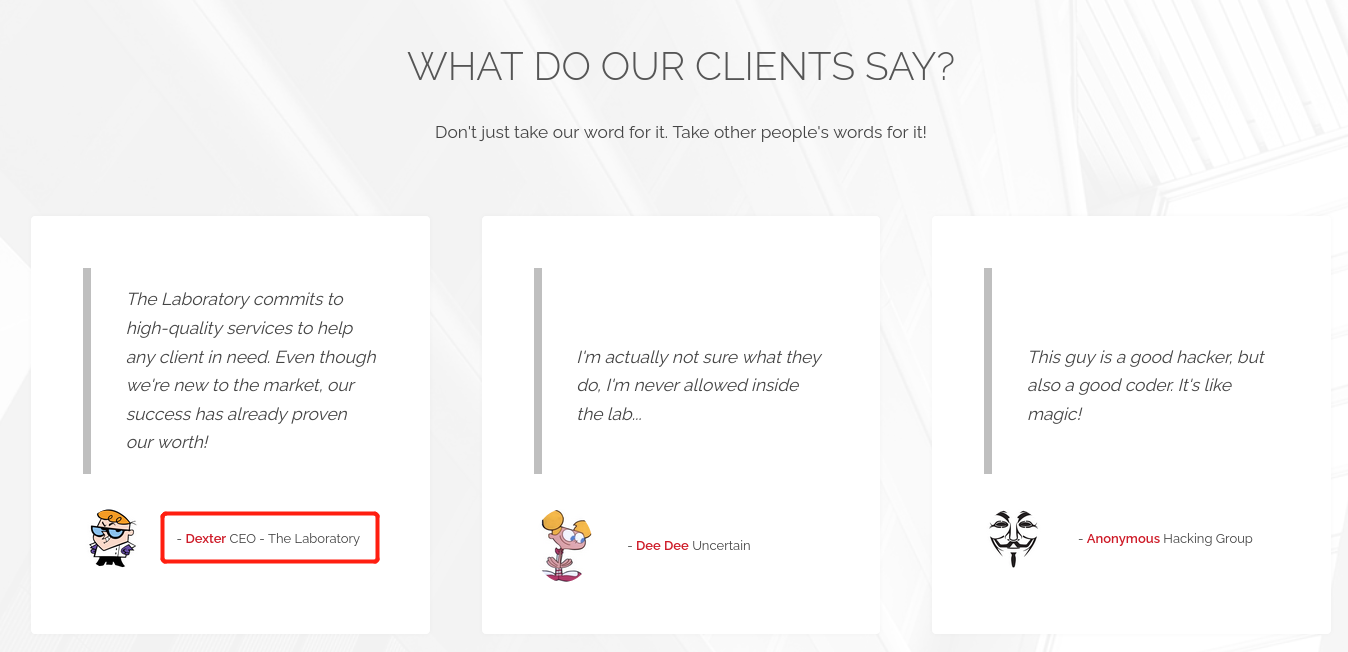 WHAT DO OUR CLIENTS SAY?
Don't just take our word for it. Take other people's words for it!
The Laboratory commits to
high-quality services to help
any client in need. Even though
we're new to the market, our
success has already proven
our worth!
- Dexter CEO - The Laboratory
I'm actually not sure what they
do, I'm never allowed inside
the lab...
- Dee Dee Uncertain
This guy is a good hacker, but
also a good coder. It's like
magic!
- Anonymous Hacking Group